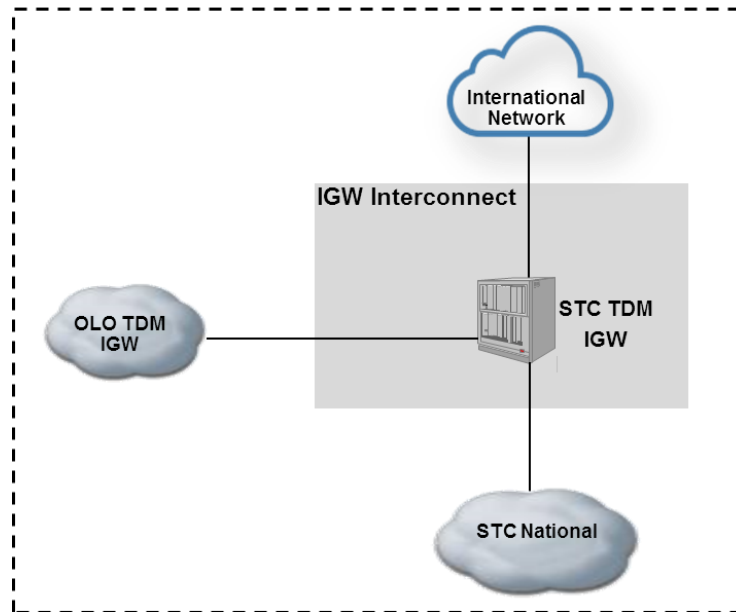 International
Network
IGW Interconnect
OLO TDM
IGW
STC TDM
IGW
STC National